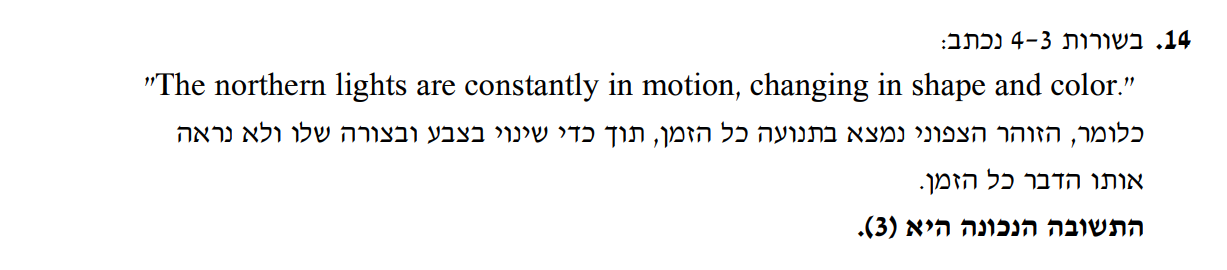 14. בשורות 4-3 נכתב:
"The northern lights are constantly in motion, changing in shape and color."
כלומר, הזוהר הצפוני נמצא בתנועה כל הזמן, תוך כדי שינוי בצבע ובצורה שלו ולא נראה
אותו הדבר כל הזמן.
התשובה הנכונה היא (3).